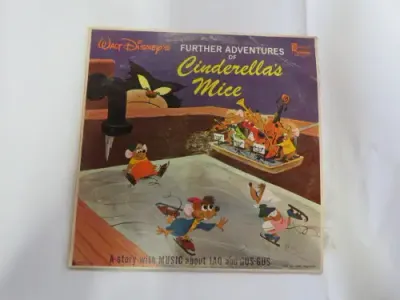 WALT DISNEY'S
FURTHER ADVENTURES
OF
Cinderella's
Mice
A story with MUSIC about JAQ and GUS-GUS